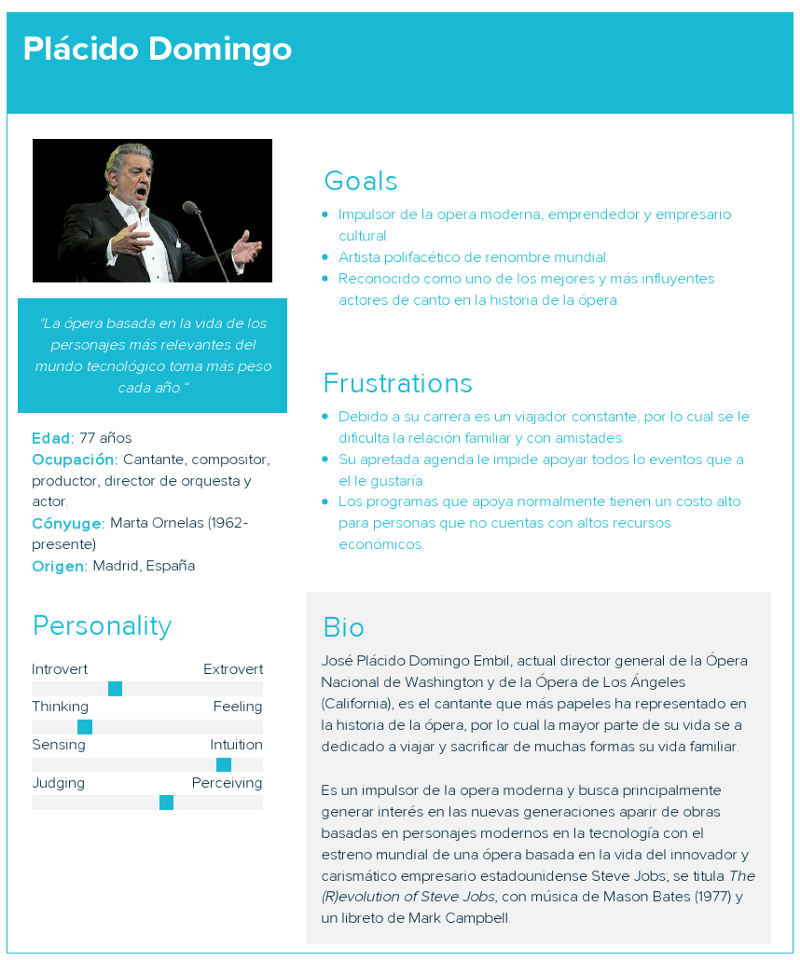 Plácido Domingo
"La ópera basada en la vida de los
personajes más relevantes del
mundo tecnológico toma más peso
cada año."
Edad: 77 años
Ocupación: Cantante, compositor,
productor, director de orquesta y
actor.
Cónyuge: Marta Ornelas (1962-
presente)
Origen: Madrid, España
Personality
Introvert Extrovert
Thinking Feeling
Sensing Intuition
Judging Perceiving
Goals
• Impulsor de la opera moderna, emprendedor y empresario
cultural.
• Artista polifacético de renombre mundial
• Reconocido como uno de los mejores y más influyentes
actores de canto en la historia de la ópera.
Frustrations
• Debido a su carrera es un viajador constante, por lo cual se le
dificulta la relación familiar y con amistades.
• Su apretada agenda le impide apoyar todos lo eventos que a
el le gustaría.
• Los programas que apoya normalmente tienen un costo alto
para personas que no cuentas con altos recursos
económicos.
Bio
José Plácido Domingo Embil, actual director general de la Ópera
Nacional de Washington y de la Ópera de Los Ángeles
(California), es el cantante que más papeles ha representado en
la historia de la ópera, por lo cual la mayor parte de su vida se a
dedicado a viajar y sacrificar de muchas formas su vida familiar.
Es un impulsor de la opera moderna y busca principalmente
generar interés en las nuevas generaciones aparir de obras
basadas en personajes modernos en la tecnología con el
estreno mundial de una ópera basada en la vida del innovador y
carismático empresario estadounidense Steve Jobs; se titula The
(R)evolution of Steve Jobs, con música de Mason Bates (1977) y
un libreto de Mark Campbell.